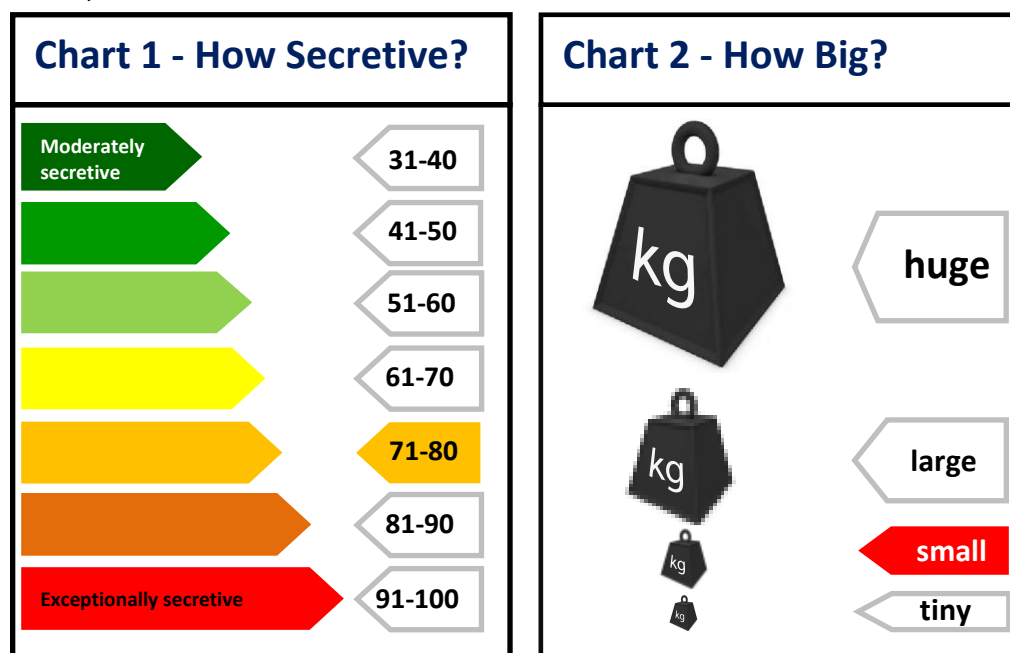 Chart 1 - How Secretive?
Moderately
secretive
31-40
41-50
51-60
61-70
71-80
81-90
Exceptionally secretive
91-100
Chart 2 - How Big?
kg
huge
kg
large
kg
small
kg
tiny